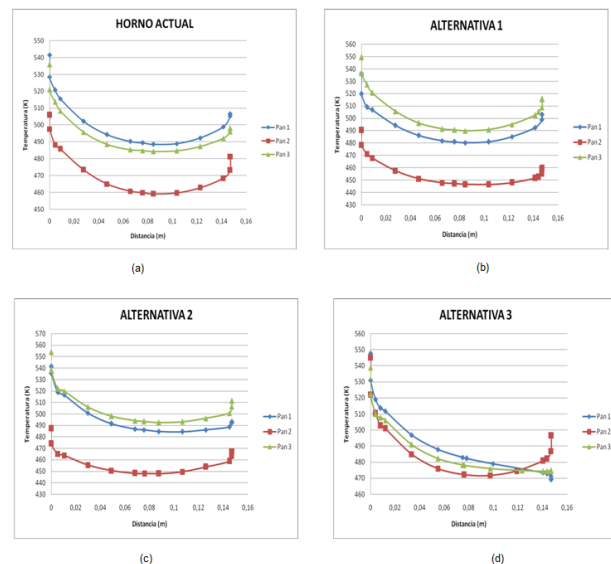 HORNO ACTUAL
550
540
530
520
510
500
490
480
470
460
450
Temperatura (K)
0 0,02 0,04 0,06 0,08 0,1 0,12 0,14 0,16
Distancia (m)
Pan 1
Pan 2
Pan 3
(a)
ALTERNATIVA 1
560
550
540
530
520
510
500
490
480
470
460
450
440
430
Temperatura (K)
0 0,02 0,04 0,06 0,08 0,1 0,12 0,14 0,16
Distancia (m)
Pan 1
Pan 2
Pan 3
(b)
ALTERNATIVA 2
570
560
550
540
530
520
510
500
490
480
470
460
450
440
430
Temperatura (K)
0 0,02 0,04 0,06 0,08 0,1 0,12 0,14 0,16
Distancia (m)
Pan 1
Pan 2
Pan 3
(c)
ALTERNATIVA 3
560
550
540
530
520
510
500
490
480
470
460
Temperatura (K)
0 0,02 0,04 0,06 0,08 0,1 0,12 0,14 0,16
Distancia (m)
Pan 1
Pan 2
Pan 3
(d)